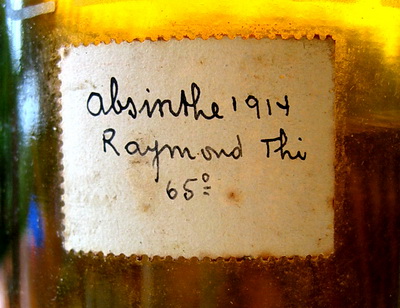 absinthe 1914
Raymond Thi
65°